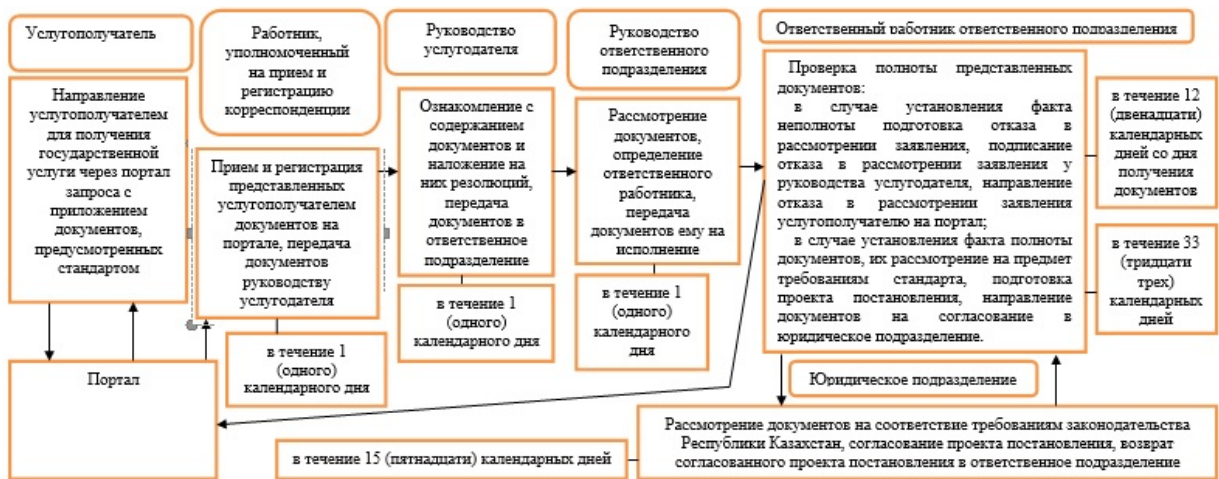 Услугополучатель
Направление
услугополучателем
для получения
государственной
услуги через портал
запроса с
приложением
документов,
предусмотренных
стандартом
Работник,
уполномоченный
на прием и
регистрацию
корреспонденции
Прием и регистрация
представленных
услугополучателем
документов на
портале, передача
документов
руководству
услугодателя
в течение 1
(одного)
календарного дня
Руководство
услугодателя
Ознакомление с
содержанием
документов и
наложение на
них резолюций,
передача
документов в
ответственное
подразделение
в течение 1
(одного)
календарного дня
Руководство
ответственного
подразделения
Рассмотрение
документов,
определение
ответственного
работника,
передача
документов ему на
исполнение
в течение 1
(одного)
календарного
дня
Ответственный работник ответственного подразделения
Проверка полноты представленных
документов:
в случае установления факта
неполноты подготовка отказа в
рассмотрении заявления, подписание
отказа в рассмотрении заявления у
руководства услугодателя, направление
отказа в рассмотрении заявления
услугополучателю на портал;
в случае установления факта полноты
документов, их рассмотрение на предмет
требованиям стандарта, подготовка
проекта постановления, направление
документов на согласование в
юридическое подразделение.
в течение 12
(двенадцати)
календарных
дней со дня
получения
документов
в течение 33
(тридцати
трех)
календарных
дней
Портал
Юридическое подразделение
Рассмотрение документов на соответствие требованиям законодательства
Республики Казахстан, согласование проекта постановления, возврат
согласованного проекта постановления в ответственное подразделение
в течение 15 (пятнадцати) календарных дней